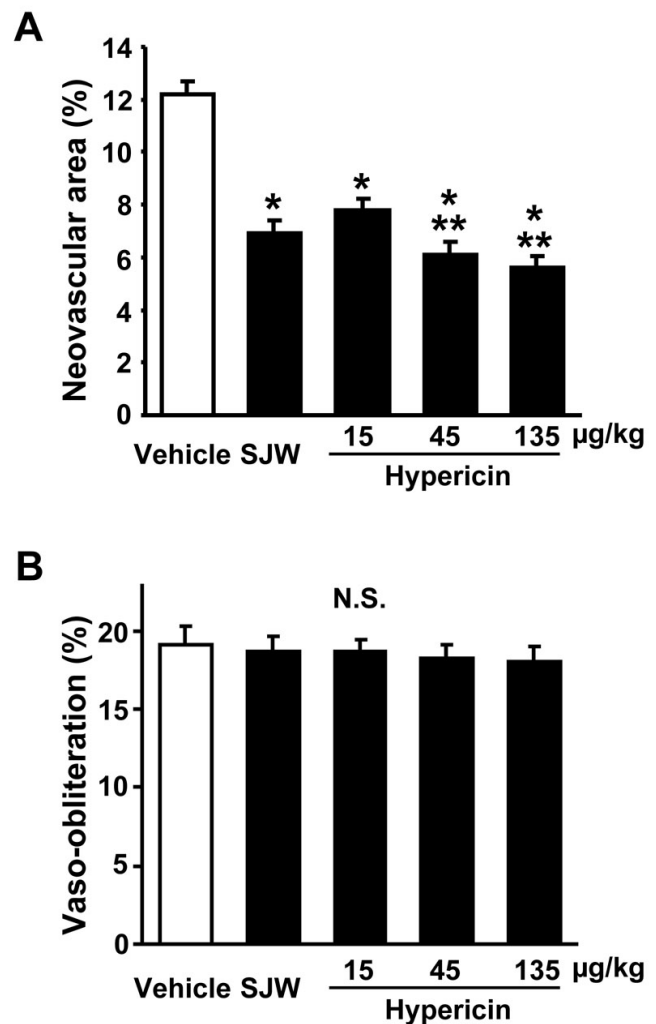 A
Neovascular area (%)
14
12
10
8
6
4
2
0
*
*
*
**
*
**
Vehicle SJW 15 45 135 µg/kg
Hypericin
B
Vaso-obliteration (%)
N.S.
20
15
10
5
0
Vehicle SJW 15 45 135 µg/kg
Hypericin